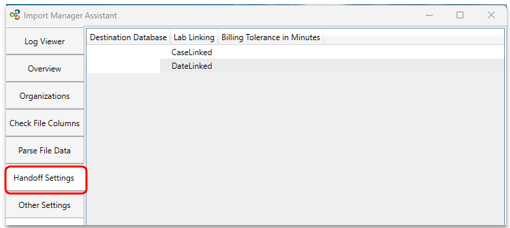 Import Manager Assistant
Log Viewer
Overview
Organizations
Check File Columns
Parse File Data
Handoff Settings
Other Settings
Destination Database Lab Linking Billing Tolerance in Minutes
CaseLinked
DateLinked